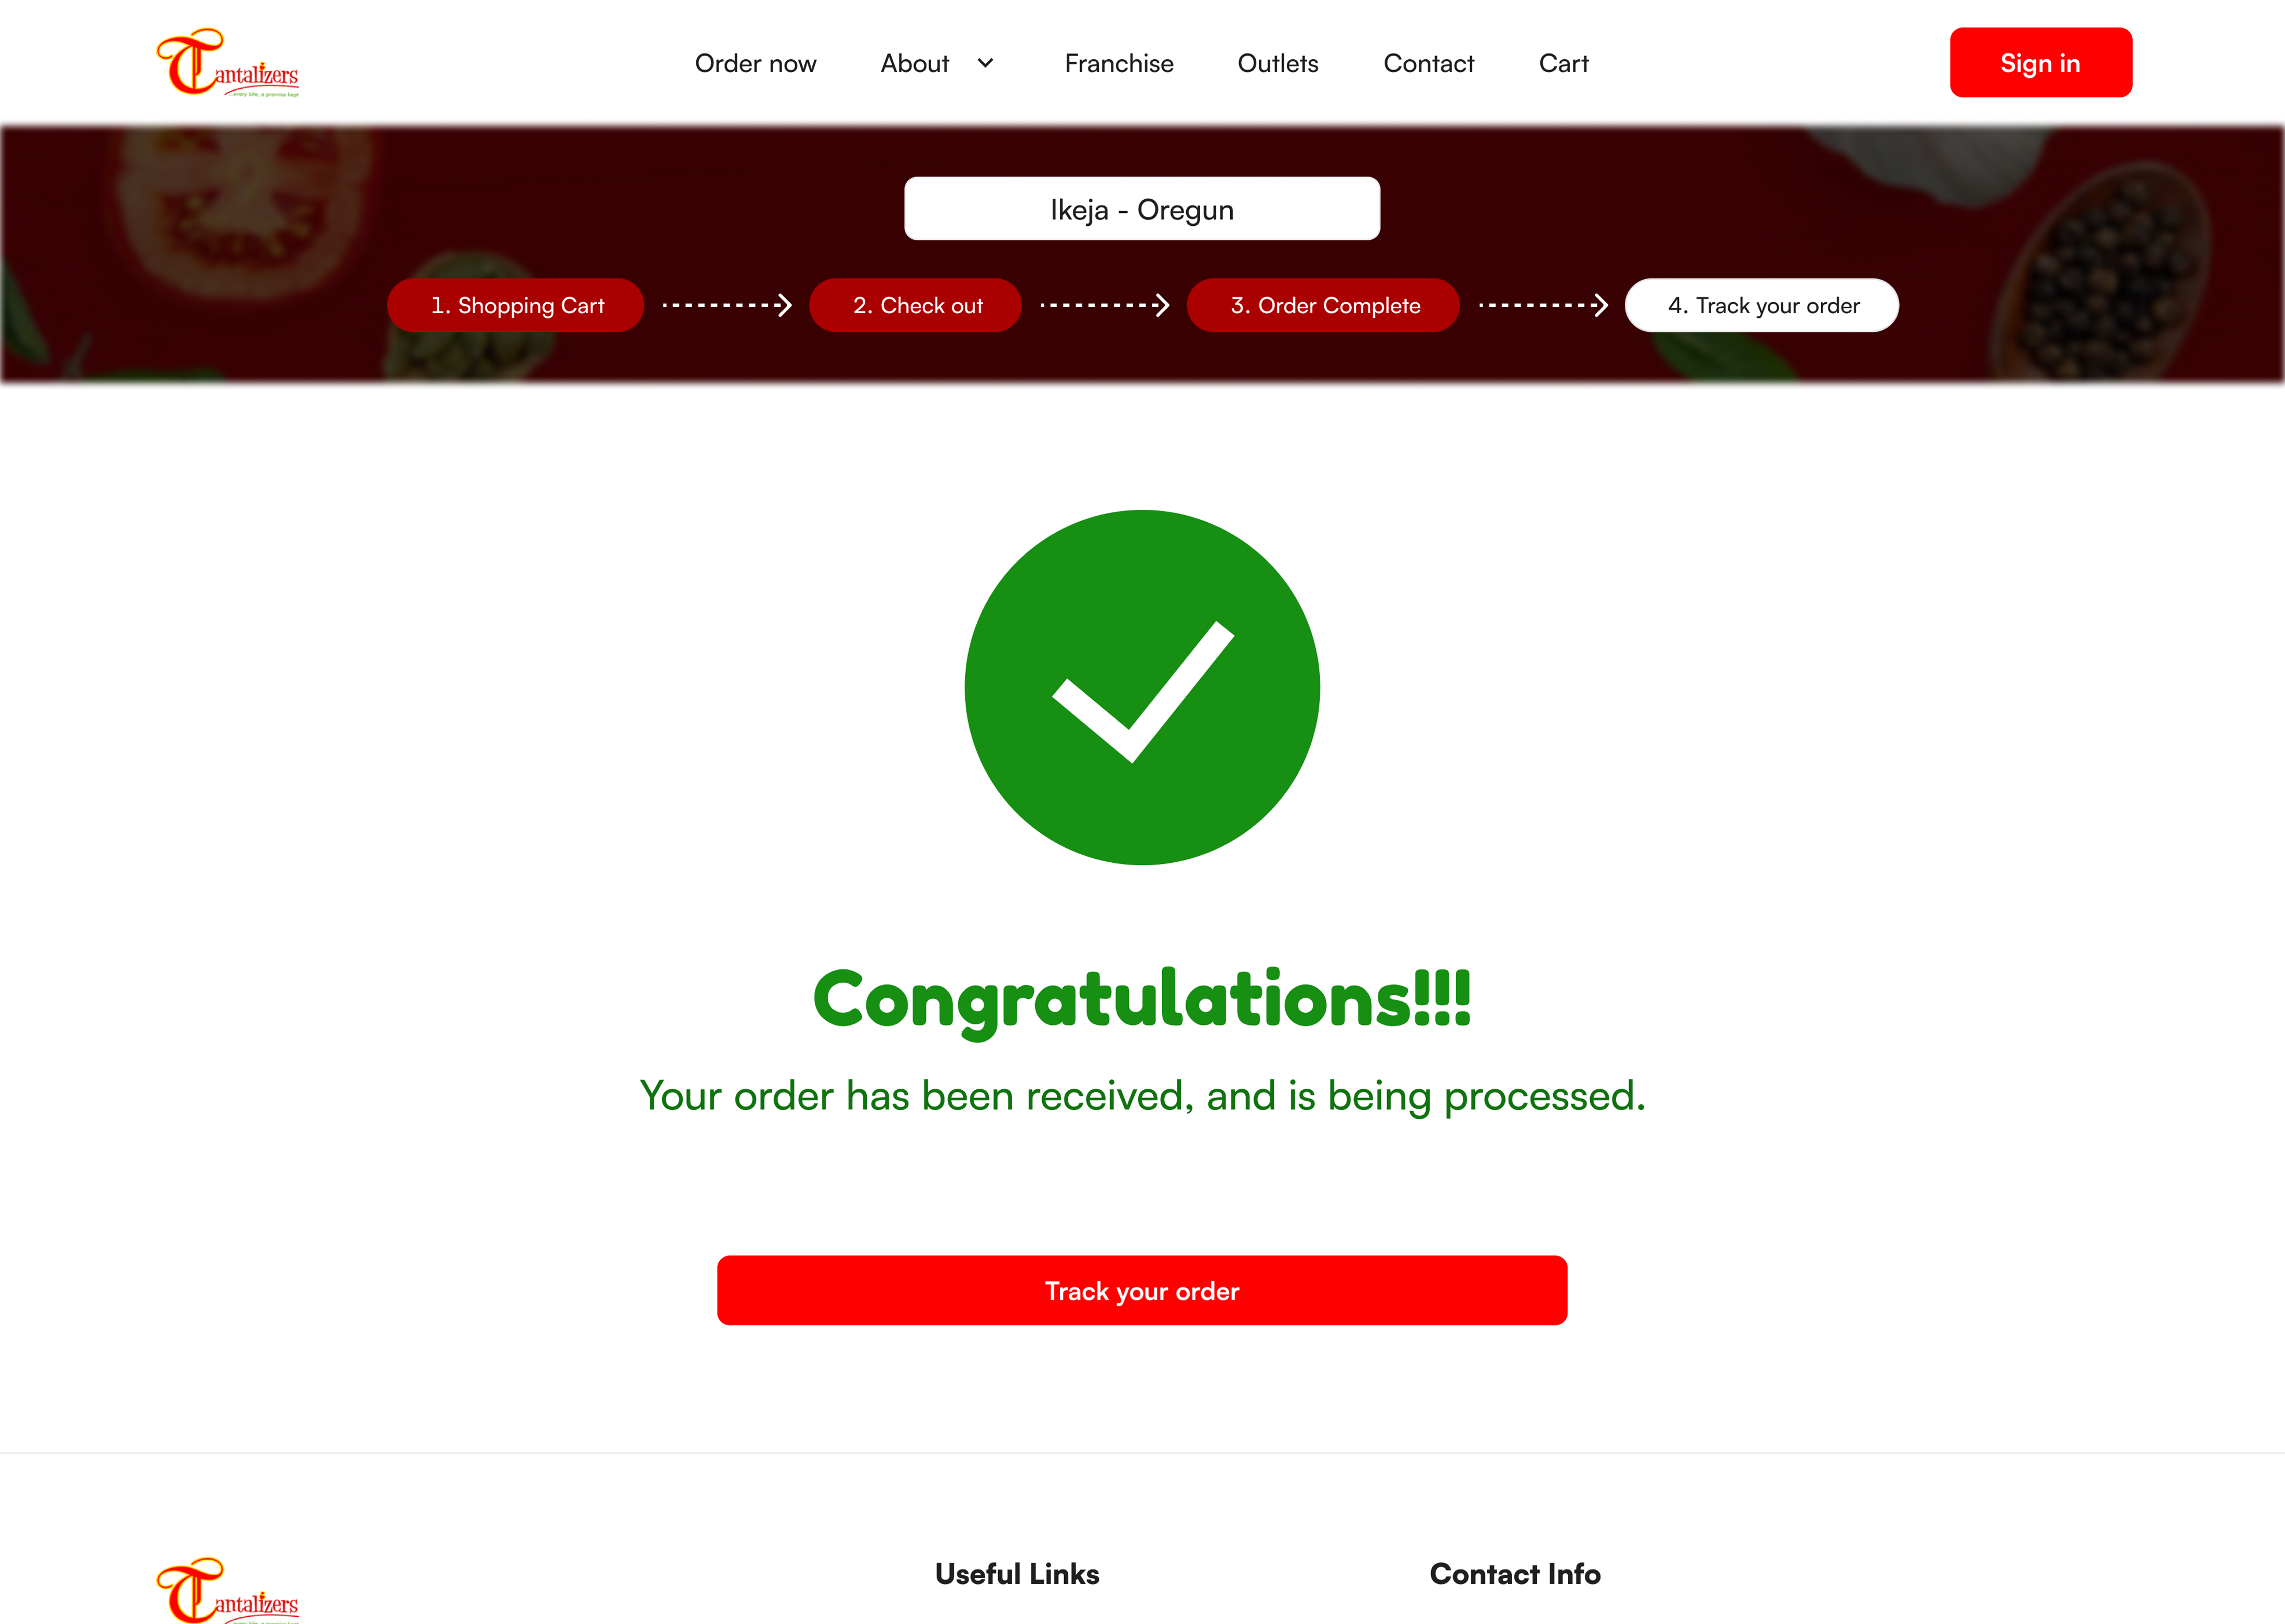 Tantalizers
...every bite, a promise kept
Order now
About
Franchise
Outlets
Contact
Cart
Sign in
Ikeja - Oregun
1. Shopping Cart
2. Check out
3. Order Complete
4. Track your order
Congratulations!!!
Your order has been received, and is being processed.
Track your order
Tantalizers
Useful Links
Contact Info